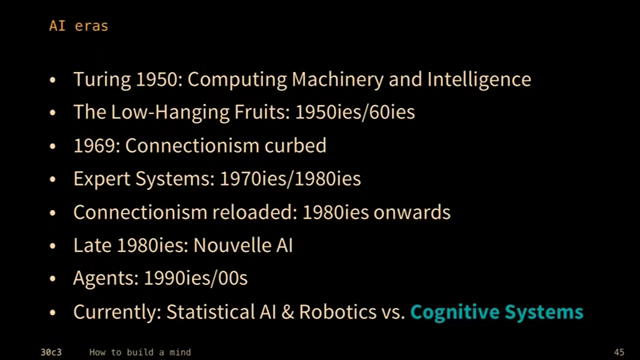 AI eras
• Turing 1950: Computing Machinery and Intelligence
• The Low-Hanging Fruits: 1950ies/60ies
• 1969: Connectionism curbed
• Expert Systems: 1970ies/1980ies
• Connectionism reloaded: 1980ies onwards
• Late 1980ies: Nouvelle AI
• Agents: 1990ies/00s
• Currently: Statistical AI & Robotics vs. Cognitive Systems
30c3 How to build a mind 45